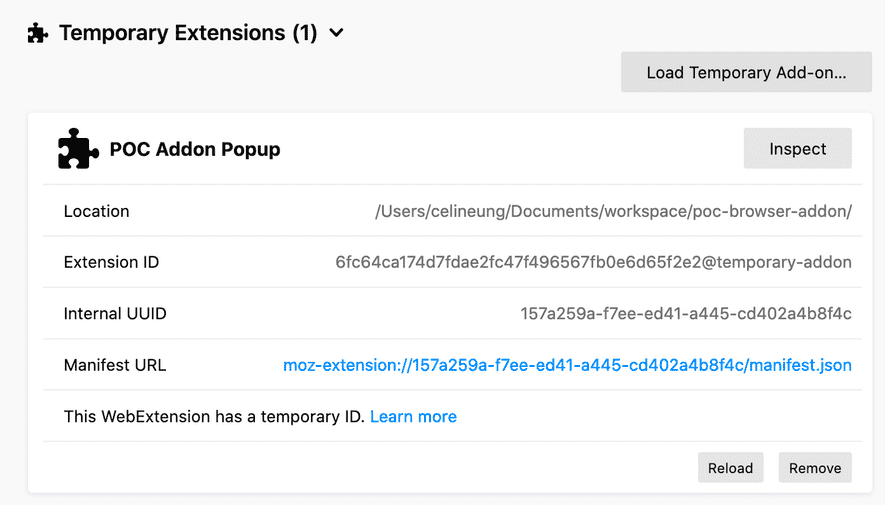 Temporary Extensions (1)
Load Temporary Add-on...
POC Addon Popup
Inspect
Location
/Users/celineung/Documents/workspace/poc-browser-addon/
Extension ID
6fc64ca174d7fdae2fc47f496567fb0e6d65f2e2@temporary-addon
Internal UUID
157a259a-f7ee-ed41-a445-cd402a4b8f4c
Manifest URL
moz-extension://157a259a-f7ee-ed41-a445-cd402a4b8f4c/manifest.json
This WebExtension has a temporary ID. Learn more
Reload
Remove